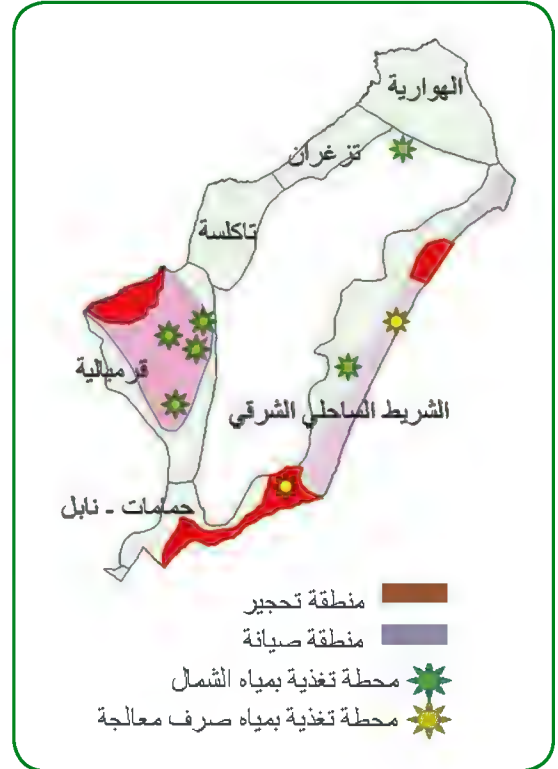 الهوارية
تزغران
تاكلسة
قرمبالية
الشريط الساحلي الشرقي
حمامات - نابل
منطقة تحجير
منطقة صيانة
محطة تغذية بمياه الشمال
محطة تغذية بمياه صرف معالجة